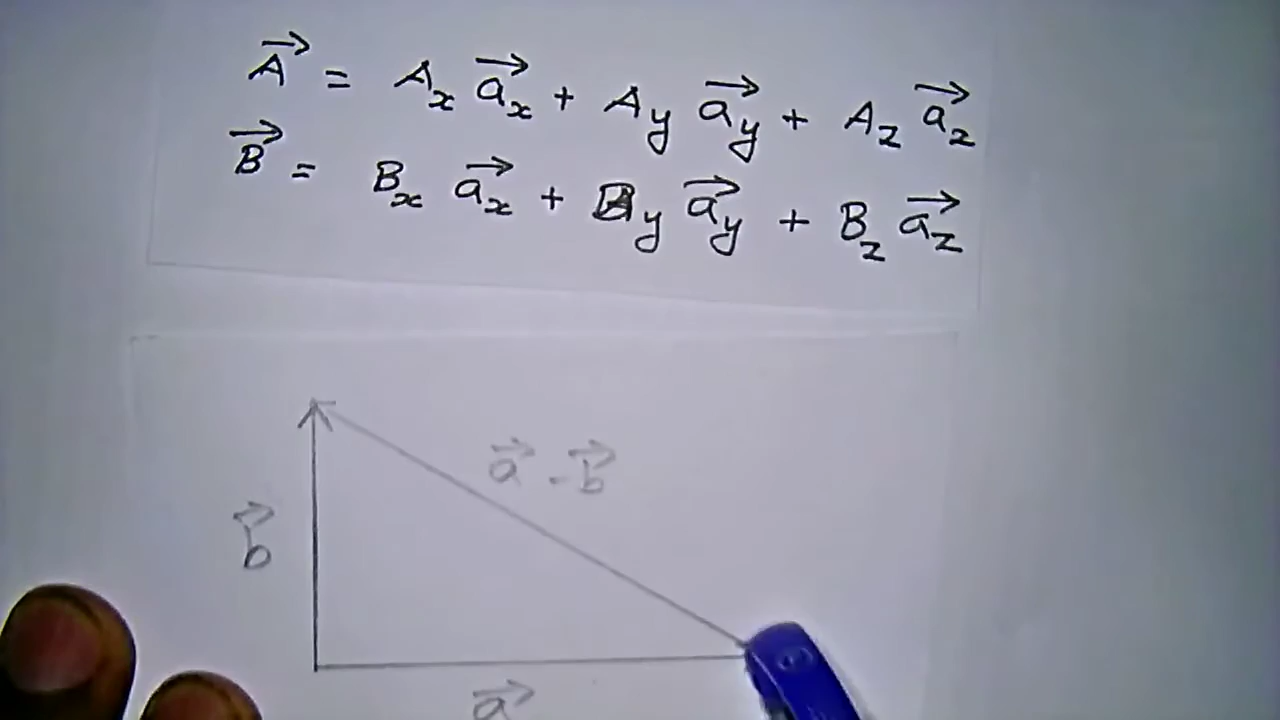 A⃗ = Aₓ a⃗ₓ + A_y a⃗_y + A_z a⃗_z
B⃗ = Bₓ a⃗ₓ + B_y a⃗_y + B_z a⃗_z
a⃗ - b⃗
b⃗
a⃗